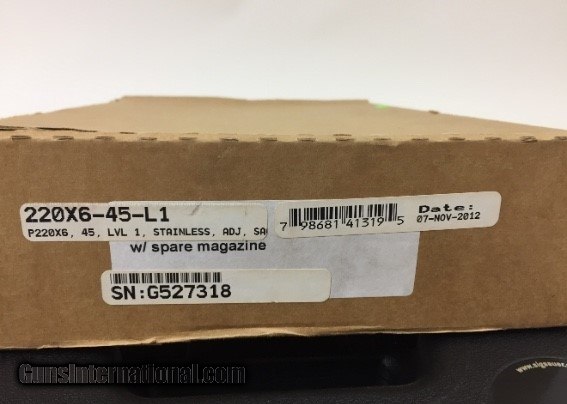 220X6-45-L1
P220X6, 45, LVL 1, STAINLESS, ADJ, SA
7 98681 41319 5
Date:
07-NOV-2012
w/ spare magazine
SN:G527318
GunsInternational.com